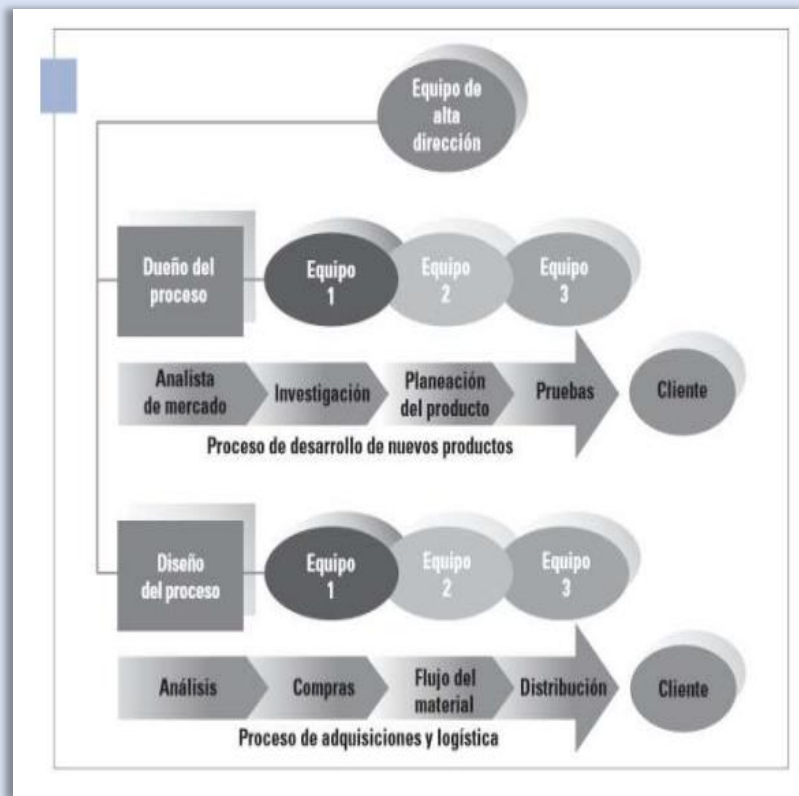 Equipo de
alta
dirección
Dueño del
proceso
Equipo
1
Equipo
2
Equipo
3
Analista
de mercado
Investigación
Planeación
del producto
Pruebas
Cliente
Proceso de desarrollo de nuevos productos
Diseño
del proceso
Equipo
1
Equipo
2
Equipo
3
Análisis
Compras
Flujo del
material
Distribución
Cliente
Proceso de adquisiciones y logística